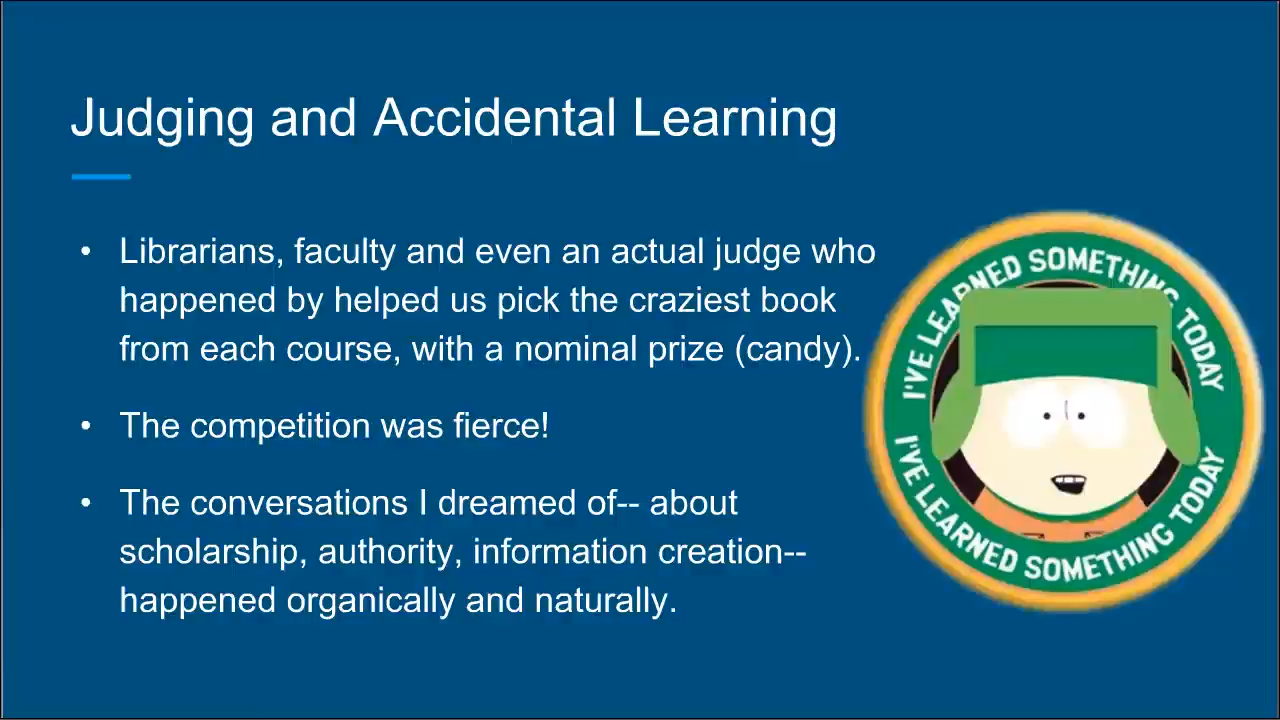 Judging and Accidental Learning
• Librarians, faculty and even an actual judge who
happened by helped us pick the craziest book
from each course, with a nominal prize (candy).
• The competition was fierce!
• The conversations I dreamed of-- about
scholarship, authority, information creation--
happened organically and naturally.
I'VE LEARNED SOMETHING TODAY
I'VE LEARNED SOMETHING TODAY